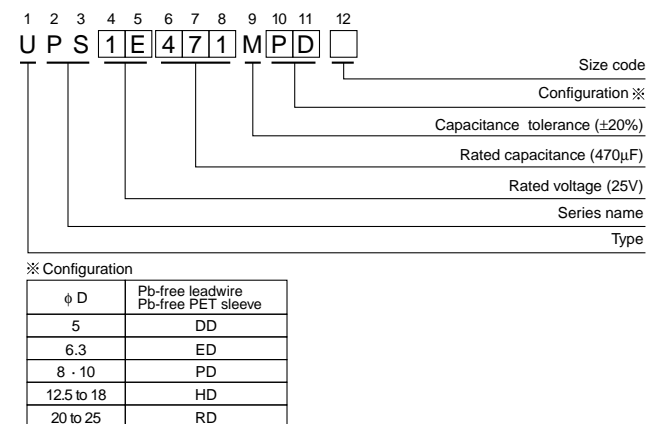 1 2 3 4 5 6 7 8 9 10 11 12
U P S 1 E 4 7 1 M P D
Size code
Configuration ※
Capacitance tolerance (±20%)
Rated capacitance (470μF)
Rated voltage (25V)
Series name
Type
※ Configuration
ϕ D Pb-free leadwire
Pb-free PET sleeve
5 DD
6.3 ED
8 · 10 PD
12.5 to 18 HD
20 to 25 RD